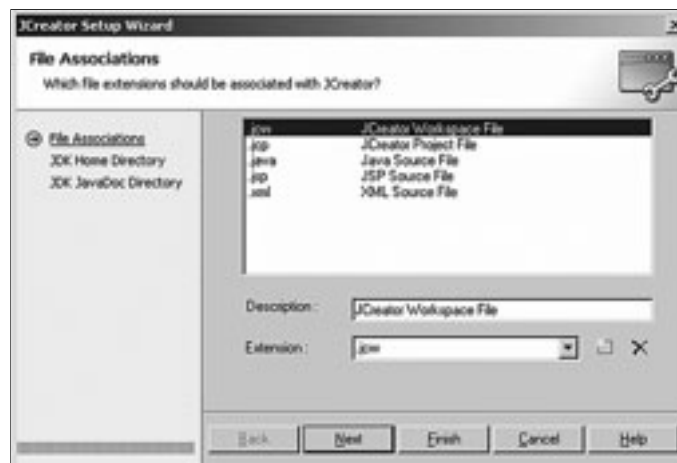 JCreator Setup Wizard
File Associations
Which file extensions should be associated with JCreator?
File Associations
JDK Home Directory
JDK JavaDoc Directory
.jcw JCreator Workspace File
.jcp JCreator Project File
.java Java Source File
.jsp JSP Source File
.xml XML Source File
Description : JCreator Workspace File
Extension : .jcw
Back Next Finish Cancel Help